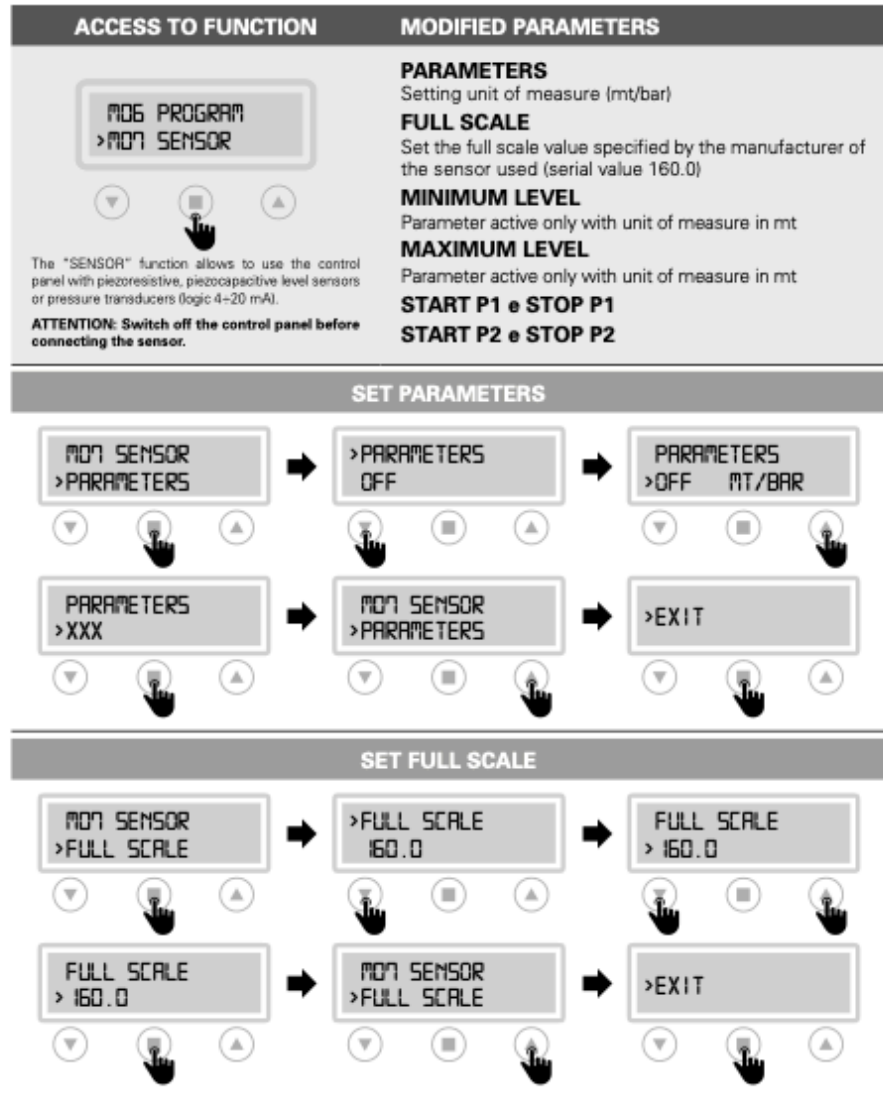 ACCESS TO FUNCTION
MODIFIED PARAMETERS
M06 PROGRAM
>M07 SENSOR
The "SENSOR" function allows to use the control
panel with piezoresistive, piezocapacitive level sensors
or pressure transducers (logic 4÷20 mA).
ATTENTION: Switch off the control panel before
connecting the sensor.
PARAMETERS
Setting unit of measure (mt/bar)
FULL SCALE
Set the full scale value specified by the manufacturer of
the sensor used (serial value 160.0)
MINIMUM LEVEL
Parameter active only with unit of measure in mt
MAXIMUM LEVEL
Parameter active only with unit of measure in mt
START P1 e STOP P1
START P2 e STOP P2
SET PARAMETERS
M07 SENSOR
>PARAMETERS
>PARAMETERS
OFF
PARAMETERS
>OFF MT/BAR
PARAMETERS
>XXX
M07 SENSOR
>PARAMETERS
>EXIT
SET FULL SCALE
M07 SENSOR
>FULL SCALE
>FULL SCALE
160.0
FULL SCALE
> 160.0
FULL SCALE
> 160.0
M07 SENSOR
>FULL SCALE
>EXIT